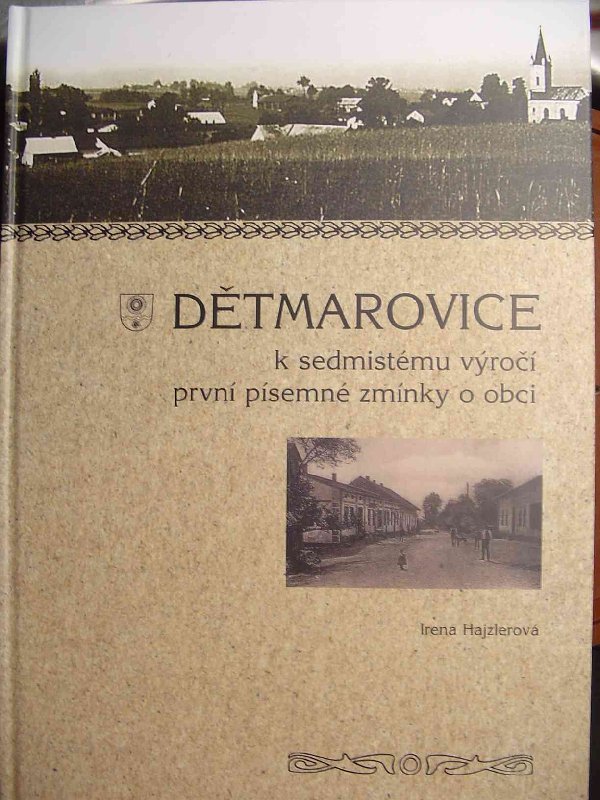 DĚTMAROVICE
k sedmistému výročí
první písemné zmínky o obci
Irena Hajzlerová